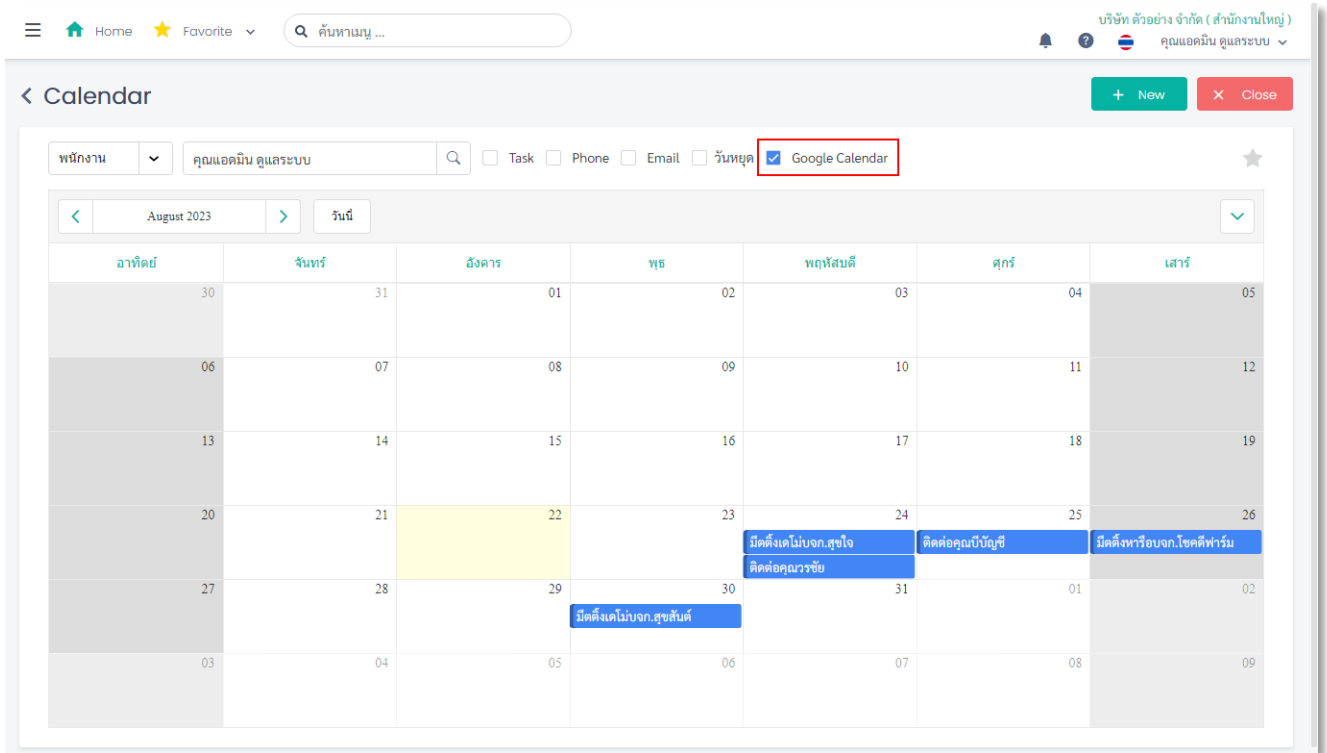 บริษัท ตัวอย่าง จำกัด ( สำนักงานใหญ่ )
Home Favorite ค้นหาเมนู ... คุณแอดมิน ดูแลระบบ
Calendar + New × Close
พนักงาน คุณแอดมิน ดูแลระบบ Task Phone Email วันหยุด Google Calendar
August 2023 วันนี้
อาทิตย์ จันทร์ อังคาร พุธ พฤหัสบดี ศุกร์ เสาร์
30 31 01 02 03 04 05
06 07 08 09 10 11 12
13 14 15 16 17 18 19
20 21 22 23 24 25 26
มีตติ้งเดโม่บจก.สุขใจ ติดต่อคุณบีบัญชี มีตติ้งหารือบจก.โชคดีฟาร์ม
ติดต่อคุณวรชัย
27 28 29 30 31 01 02
มีตติ้งเดโม่บจก.สุขสันต์
03 04 05 06 07 08 09